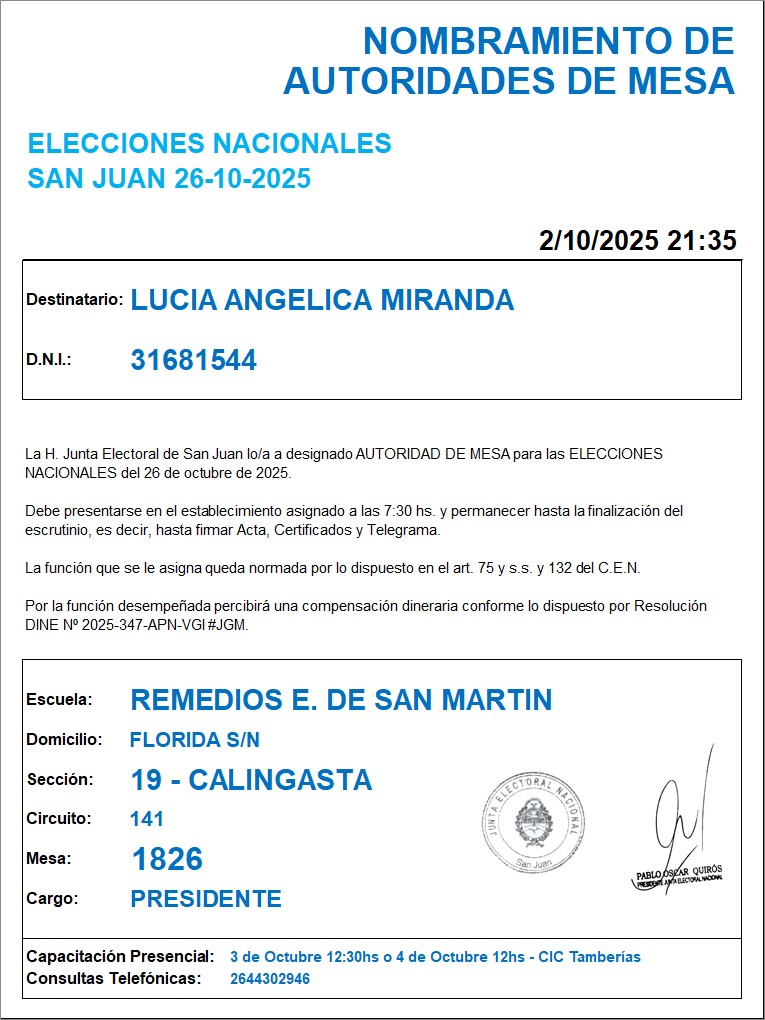 NOMBRAMIENTO DE
AUTORIDADES DE MESA
ELECCIONES NACIONALES
SAN JUAN 26-10-2025
2/10/2025 21:35
Destinatario: LUCIA ANGELICA MIRANDA
D.N.I.: 31681544
La H. Junta Electoral de San Juan lo/a a designado AUTORIDAD DE MESA para las ELECCIONES
NACIONALES del 26 de octubre de 2025.
Debe presentarse en el establecimiento asignado a las 7:30 hs. y permanecer hasta la finalización del
escrutinio, es decir, hasta firmar Acta, Certificados y Telegrama.
La función que se le asigna queda normada por lo dispuesto en el art. 75 y s.s. y 132 del C.E.N.
Por la función desempeñada percibirá una compensación dineraria conforme lo dispuesto por Resolución
DINE Nº 2025-347-APN-VGI#JGM.
Escuela: REMEDIOS E. DE SAN MARTIN
Domicilio: FLORIDA S/N
Sección: 19 - CALINGASTA
Circuito: 141
Mesa: 1826
Cargo: PRESIDENTE
JUNTA ELECTORAL NACIONAL
San Juan
PABLO OSCAR QUIRÓS
PRESIDENTE JUNTA ELECTORAL NACIONAL
Capacitación Presencial: 3 de Octubre 12:30hs o 4 de Octubre 12hs - CIC Tamberías
Consultas Telefónicas: 2644302946